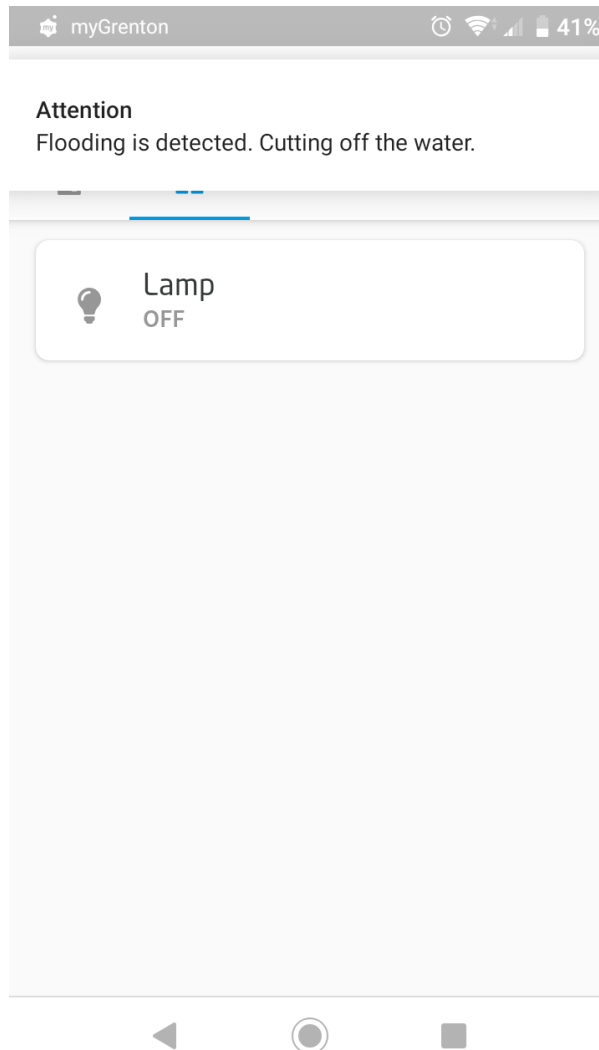 myGrenton 41%
Attention
Flooding is detected. Cutting off the water.
Lamp
OFF